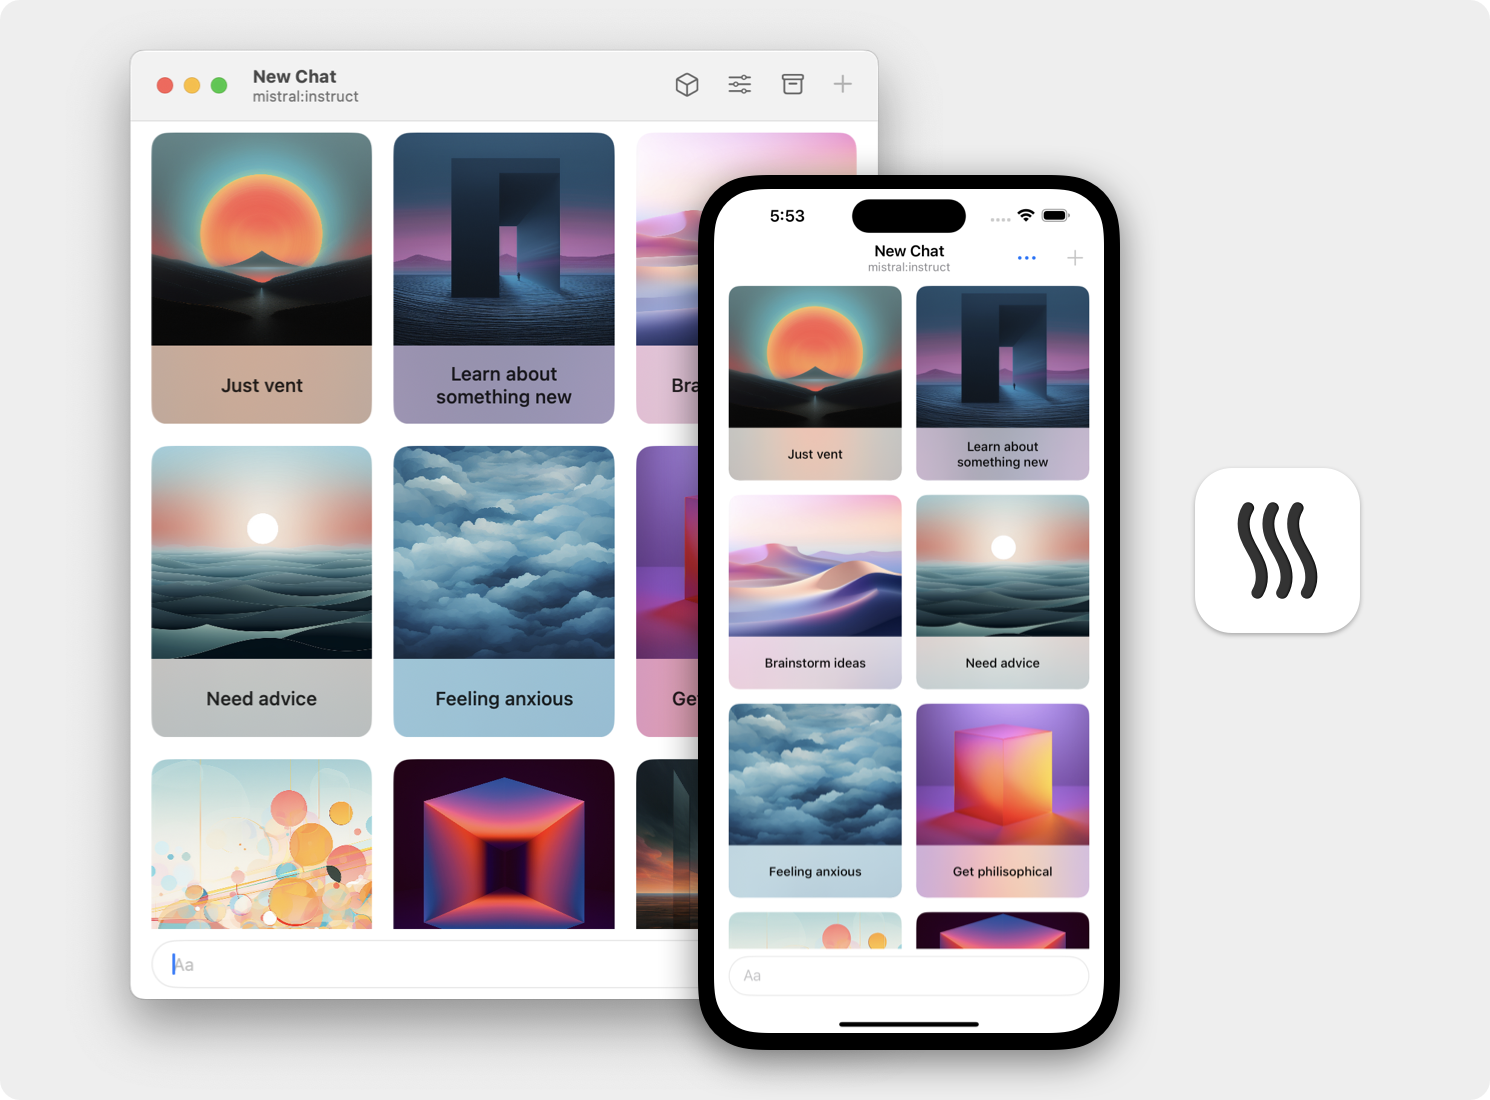 New Chat
mistral:instruct
Just vent
Learn about
something new
Bra
Need advice
Feeling anxious
Ge
Aa
5:53
New Chat
mistral:instruct
Just vent
Learn about
something new
Brainstorm ideas
Need advice
Feeling anxious
Get philisophical
Aa